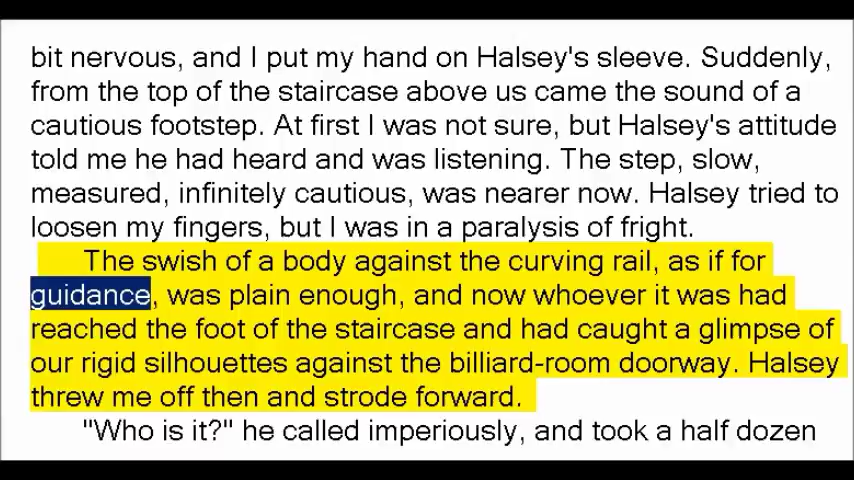 bit nervous, and I put my hand on Halsey's sleeve. Suddenly,
from the top of the staircase above us came the sound of a
cautious footstep. At first I was not sure, but Halsey's attitude
told me he had heard and was listening. The step, slow,
measured, infinitely cautious, was nearer now. Halsey tried to
loosen my fingers, but I was in a paralysis of fright.
The swish of a body against the curving rail, as if for
guidance, was plain enough, and now whoever it was had
reached the foot of the staircase and had caught a glimpse of
our rigid silhouettes against the billiard-room doorway. Halsey
threw me off then and strode forward.
"Who is it?" he called imperiously, and took a half dozen